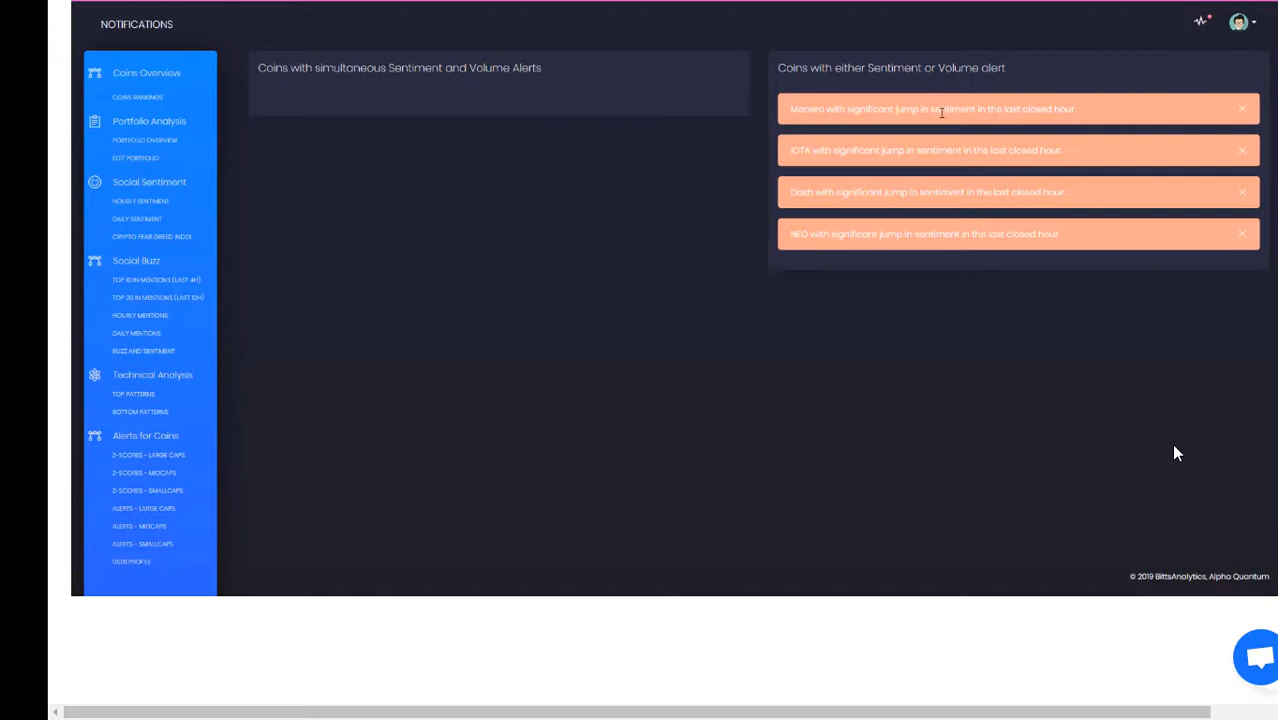 NOTIFICATIONS
Coins Overview
COINS RANKINGS
Portfolio Analysis
PORTFOLIO OVERVIEW
EDIT PORTFOLIO
Social Sentiment
HOURLY SENTIMENT
DAILY SENTIMENT
CRYPTO FEAR GREED INDEX
Social Buzz
TOP 10 IN MENTIONS (LAST 4H)
TOP 20 IN MENTIONS (LAST 12H)
HOURLY MENTIONS
DAILY MENTIONS
BUZZ AND SENTIMENT
Technical Analysis
TOP PATTERNS
BOTTOM PATTERNS
Alerts for Coins
Z-SCORES - LARGE CAPS
Z-SCORES - MIDCAPS
Z-SCORES - SMALLCAPS
ALERTS - LARGE CAPS
ALERTS - MIDCAPS
ALERTS - SMALLCAPS
USER PROFILE
Coins with simultaneous Sentiment and Volume Alerts
Coins with either Sentiment or Volume alert
Monero with significant jump in sentiment in the last closed hour.
IOTA with significant jump in sentiment in the last closed hour.
Dash with significant jump in sentiment in the last closed hour.
NEO with significant jump in sentiment in the last closed hour.
© 2019 BittsAnalytics, Alpha Quantum